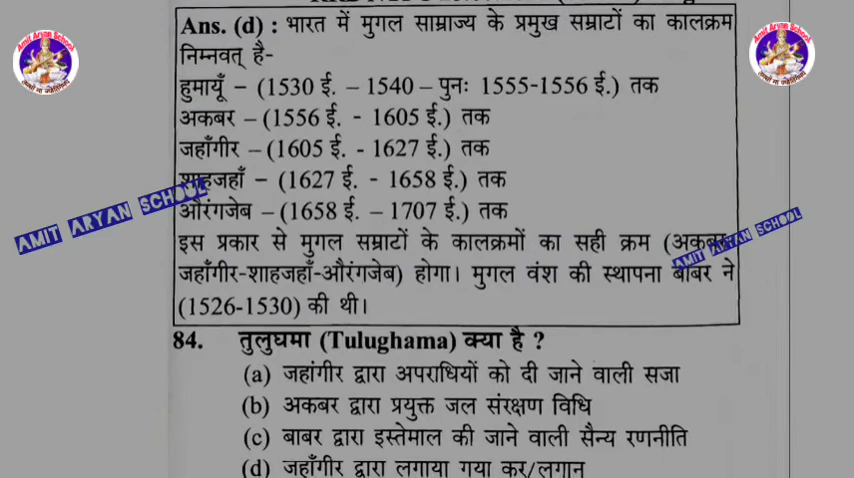 Ans. (d) : भारत में मुगल साम्राज्य के प्रमुख सम्राटों का कालक्रम
निम्नवत् है-
हुमायूँ – (1530 ई. – 1540 – पुनः 1555-1556 ई.) तक
अकबर – (1556 ई. - 1605 ई.) तक
जहाँगीर – (1605 ई. - 1627 ई.) तक
शाहजहाँ – (1627 ई. - 1658 ई.) तक
औरंगजेब – (1658 ई. – 1707 ई.) तक
AMIT ARYAN SCHOOL
इस प्रकार से मुगल सम्राटों के कालक्रमों का सही क्रम (अकबर-
AMIT ARYAN SCHOOL
जहाँगीर-शाहजहाँ-औरंगजेब) होगा। मुगल वंश की स्थापना बाबर ने
(1526-1530) की थी।
84. तुलुघमा (Tulughama) क्या है ?
(a) जहांगीर द्वारा अपराधियों को दी जाने वाली सजा
(b) अकबर द्वारा प्रयुक्त जल संरक्षण विधि
(c) बाबर द्वारा इस्तेमाल की जाने वाली सैन्य रणनीति
(d) जहाँगीर द्वारा लगाया गया कर/लगान